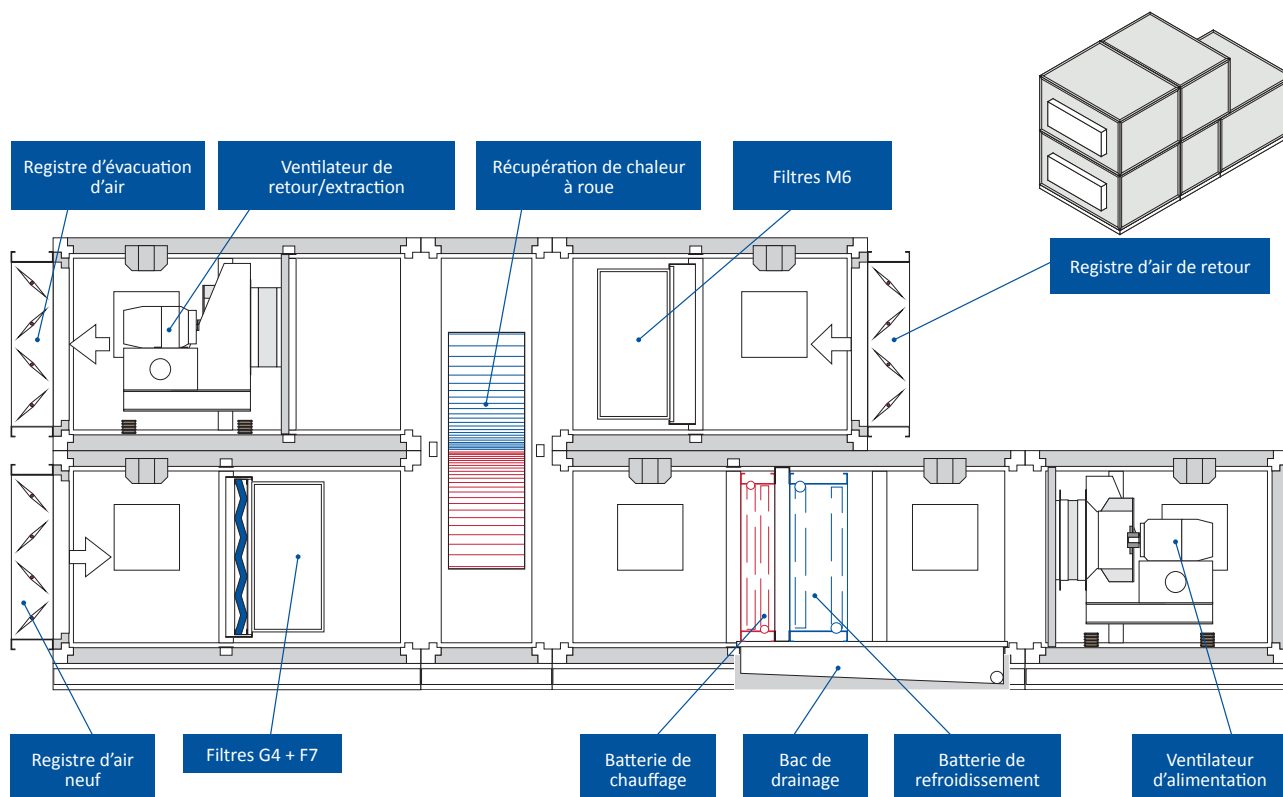 Registre d'évacuation
d'air
Ventilateur de
retour/extraction
Récupération de chaleur
à roue
Filtres M6
Registre d'air de retour
Registre d'air
neuf
Filtres G4 + F7
Batterie de
chauffage
Bac de
drainage
Batterie de
refroidissement
Ventilateur
d'alimentation